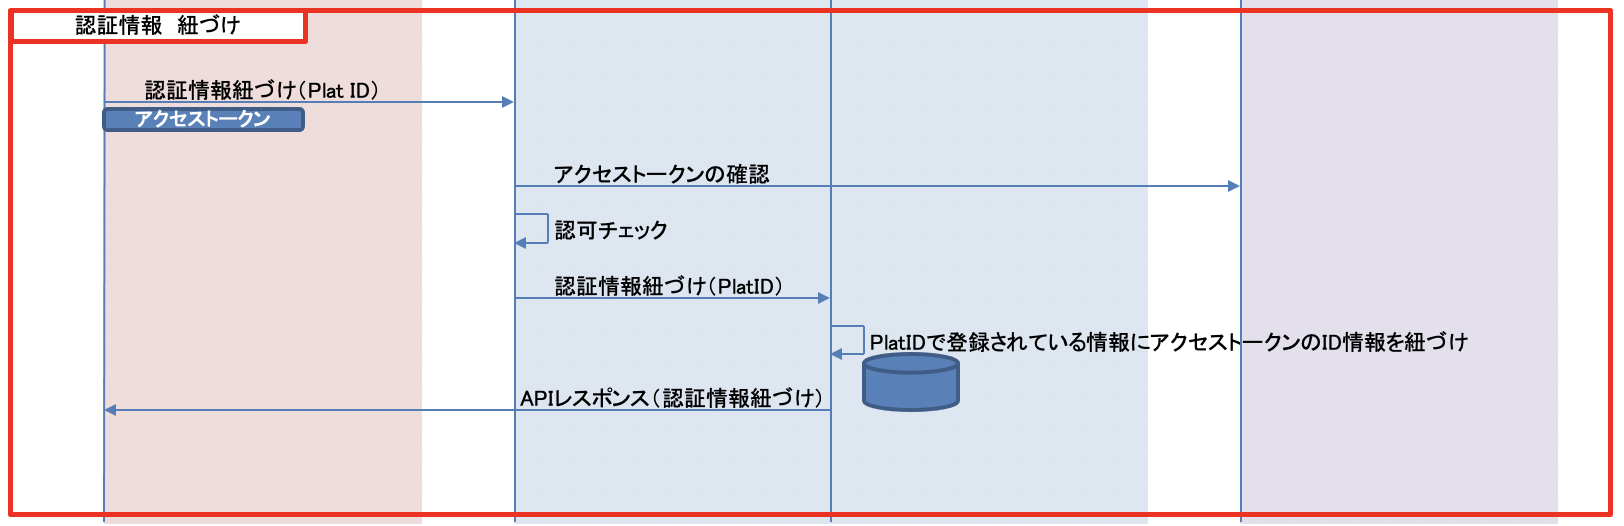 認証情報　紐づけ
認証情報紐づけ（Plat ID）
アクセストークン
アクセストークンの確認
認可チェック
認証情報紐づけ（PlatID）
PlatIDで登録されている情報にアクセストークンのID情報を紐づけ
APIレスポンス（認証情報紐づけ）